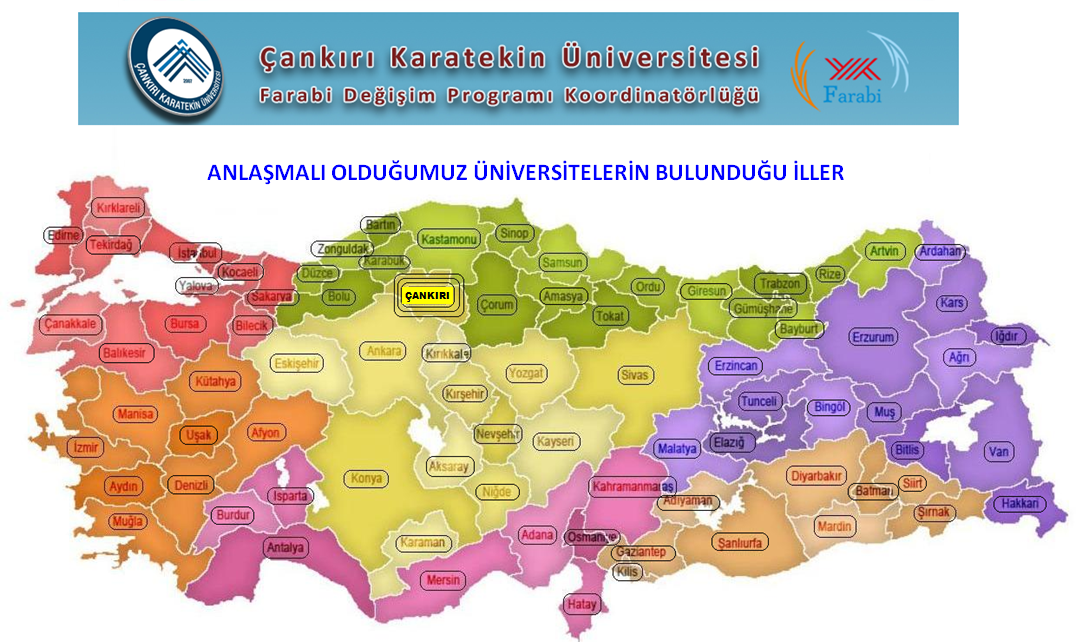 ÇANKIRI KARATEKİN ÜNİVERSİTESİ
Çankırı Karatekin Üniversitesi
Farabi Değişim Programı Koordinatörlüğü
Farabi
ANLAŞMALI OLDUĞUMUZ ÜNİVERSİTELERİN BULUNDUĞU İLLER
Kırklareli
Edirne
Tekirdağ
İstanbul
Kocaeli
Yalova
Sakarya
Çanakkale
Bursa
Bilecik
Balıkesir
Bartın
Zonguldak
Karabük
Kastamonu
Sinop
Düzce
Bolu
ÇANKIRI
Samsun
Çorum
Amasya
Tokat
Ordu
Giresun
Trabzon
Gümüşhane
Bayburt
Rize
Artvin
Ardahan
Kars
Iğdır
Erzurum
Ağrı
Erzincan
Tunceli
Bingöl
Muş
Elazığ
Malatya
Bitlis
Van
Hakkari
Eskişehir
Ankara
Kırıkkale
Kırşehir
Yozgat
Sivas
Nevşehir
Kayseri
Aksaray
Konya
Niğde
Karaman
Kütahya
Manisa
Uşak
Afyon
İzmir
Aydın
Denizli
Muğla
Isparta
Burdur
Antalya
Mersin
Adana
Kahramanmaraş
Osmaniye
Hatay
Adıyaman
Gaziantep
Kilis
Şanlıurfa
Diyarbakır
Batman
Siirt
Şırnak
Mardin